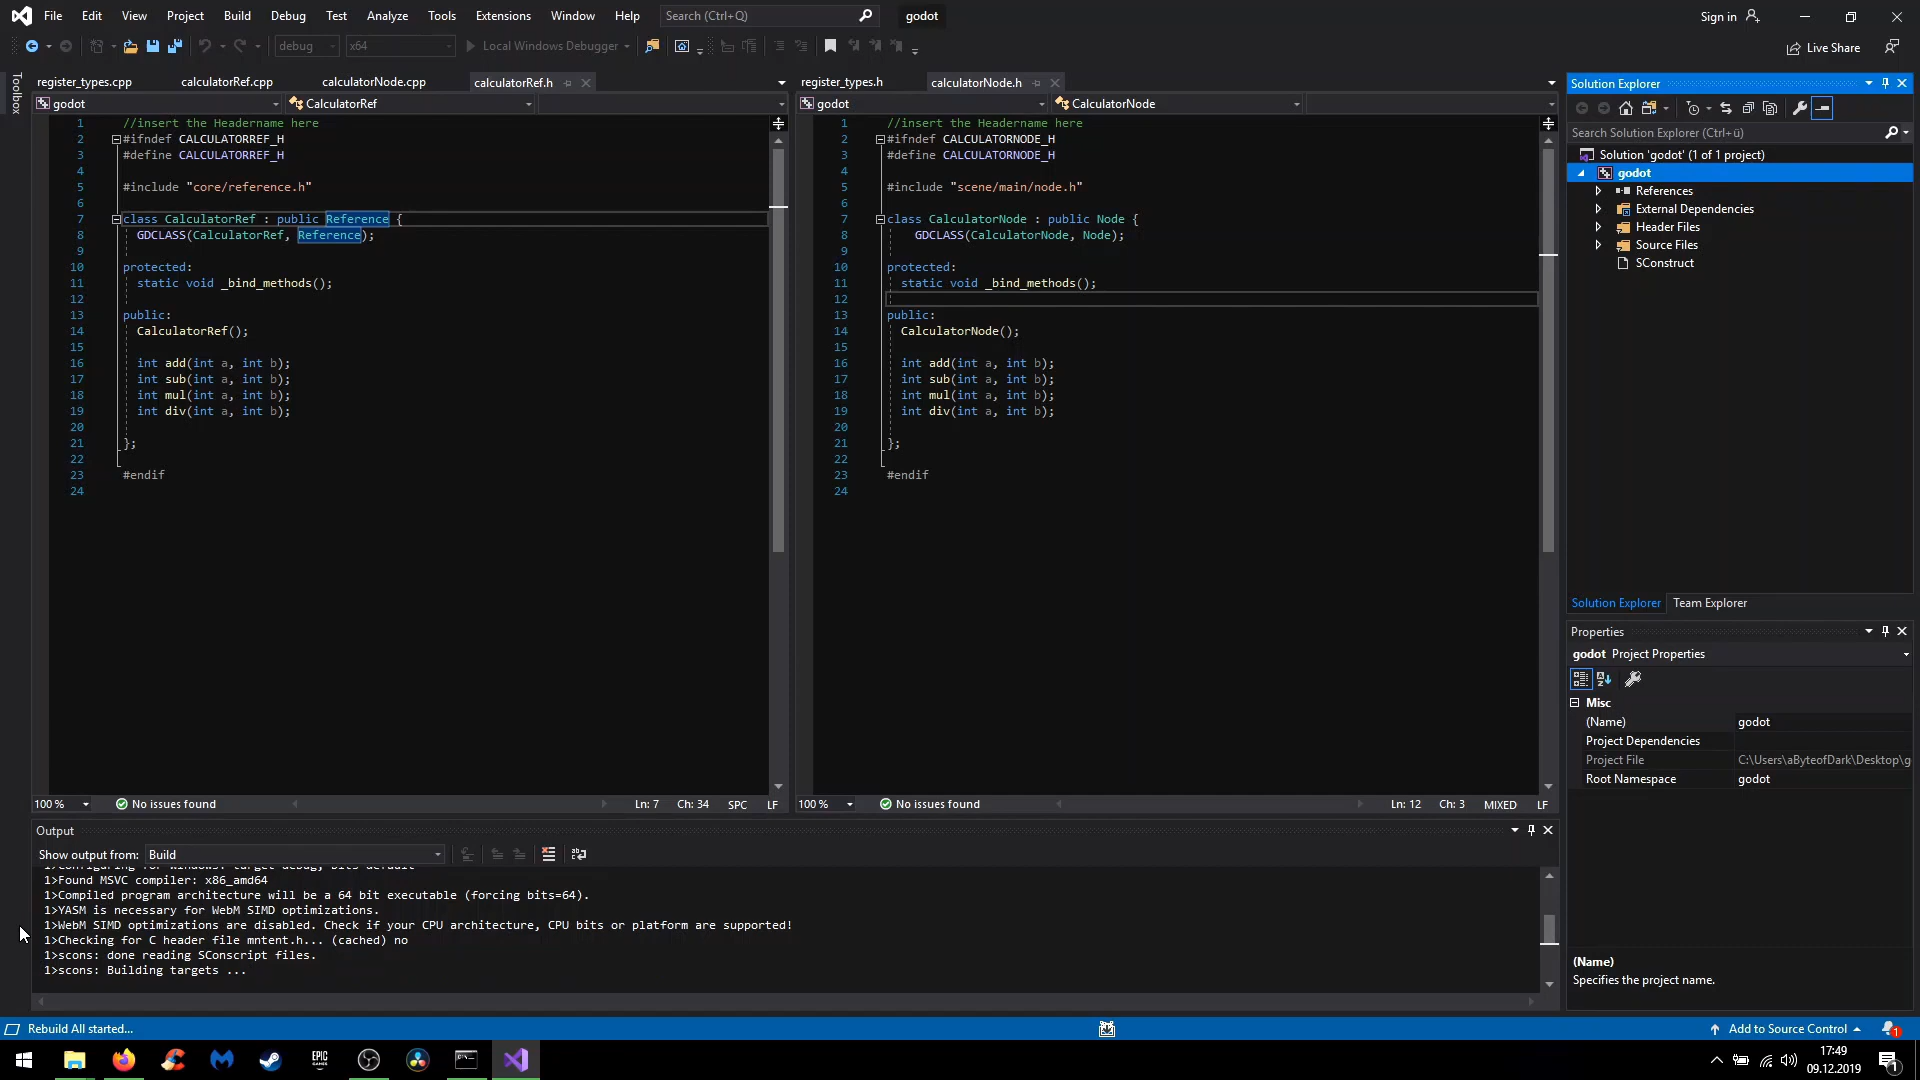 File Edit View Project Build Debug Test Analyze Tools Extensions Window Help Search (Ctrl+Q) godot Sign in
debug x64 Local Windows Debugger Live Share
Toolbox
register_types.cpp calculatorRef.cpp calculatorNode.cpp calculatorRef.h
godot CalculatorRef
1 //insert the Headername here
2 #ifndef CALCULATORREF_H
3 #define CALCULATORREF_H
4
5 #include "core/reference.h"
6
7 class CalculatorRef : public Reference {
8 GDCLASS(CalculatorRef, Reference);
9
10 protected:
11 static void _bind_methods();
12
13 public:
14 CalculatorRef();
15
16 int add(int a, int b);
17 int sub(int a, int b);
18 int mul(int a, int b);
19 int div(int a, int b);
20
21 };
22
23 #endif
24
100 % No issues found Ln: 7 Ch: 34 SPC LF
register_types.h calculatorNode.h
godot CalculatorNode
1 //insert the Headername here
2 #ifndef CALCULATORNODE_H
3 #define CALCULATORNODE_H
4
5 #include "scene/main/node.h"
6
7 class CalculatorNode : public Node {
8 GDCLASS(CalculatorNode, Node);
9
10 protected:
11 static void _bind_methods();
12
13 public:
14 CalculatorNode();
15
16 int add(int a, int b);
17 int sub(int a, int b);
18 int mul(int a, int b);
19 int div(int a, int b);
20
21 };
22
23 #endif
24
100 % No issues found Ln: 12 Ch: 3 MIXED LF
Solution Explorer
Search Solution Explorer (Ctrl+ü)
Solution 'godot' (1 of 1 project)
godot
References
External Dependencies
Header Files
Source Files
SConstruct
Solution Explorer Team Explorer
Properties
godot Project Properties
Misc
(Name) godot
Project Dependencies
Project File C:\Users\aByteofDark\Desktop\g
Root Namespace godot
(Name)
Specifies the project name.
Output
Show output from: Build
1>Configuring for windows: target debug, bits default
1>Found MSVC compiler: x86_amd64
1>Compiled program architecture will be a 64 bit executable (forcing bits=64).
1>YASM is necessary for WebM SIMD optimizations.
1>WebM SIMD optimizations are disabled. Check if your CPU architecture, CPU bits or platform are supported!
1>Checking for C header file mntent.h... (cached) no
1>scons: done reading SConscript files.
1>scons: Building targets ...
Rebuild All started... Add to Source Control 1
EPIC GAMES
17:49
09.12.2019
1